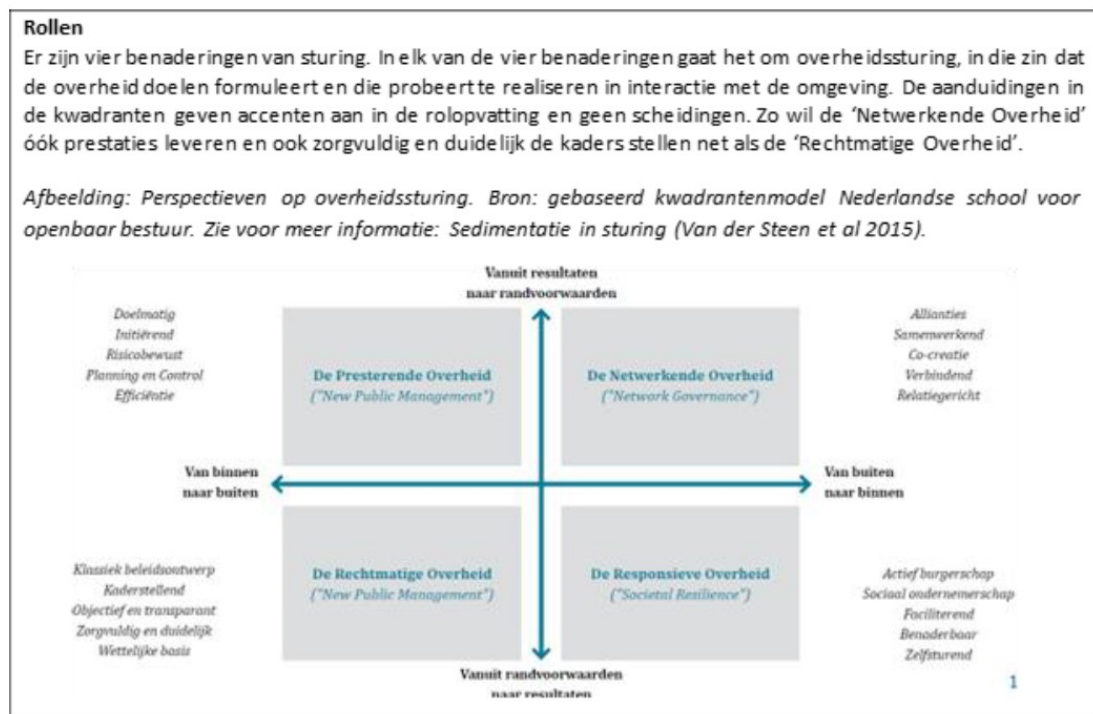 Rollen
Er zijn vier benaderingen van sturing. In elk van de vier benaderingen gaat het om overheidssturing, in die zin dat
de overheid doelen formuleert en die probeert te realiseren in interactie met de omgeving. De aanduidingen in
de kwadranten geven accenten aan in de rolopvatting en geen scheidingen. Zo wil de ‘Netwerkende Overheid’
óók prestaties leveren en ook zorgvuldig en duidelijk de kaders stellen net als de ‘Rechtmatige Overheid’.
Afbeelding: Perspectieven op overheidssturing. Bron: gebaseerd kwadrantenmodel Nederlandse school voor
openbaar bestuur. Zie voor meer informatie: Sedimentatie in sturing (Van der Steen et al 2015).
Vanuit resultaten
naar randvoorwaarden
Doelmatig
Initiërend
Risicobewust
Planning en Control
Efficiëntie
De Presterende Overheid
("New Public Management")
De Netwerkende Overheid
("Network Governance")
Allianties
Samenwerkend
Co-creatie
Verbindend
Relatiegericht
Van binnen
naar buiten
Van buiten
naar binnen
Klassiek beleidsontwerp
Kaderstellend
Objectief en transparant
Zorgvuldig en duidelijk
Wettelijke basis
De Rechtmatige Overheid
("New Public Management")
De Responsieve Overheid
("Societal Resilience")
Actief burgerschap
Sociaal ondernemerschap
Faciliterend
Benaderbaar
Zelfsturend
Vanuit randvoorwaarden
naar resultaten
1